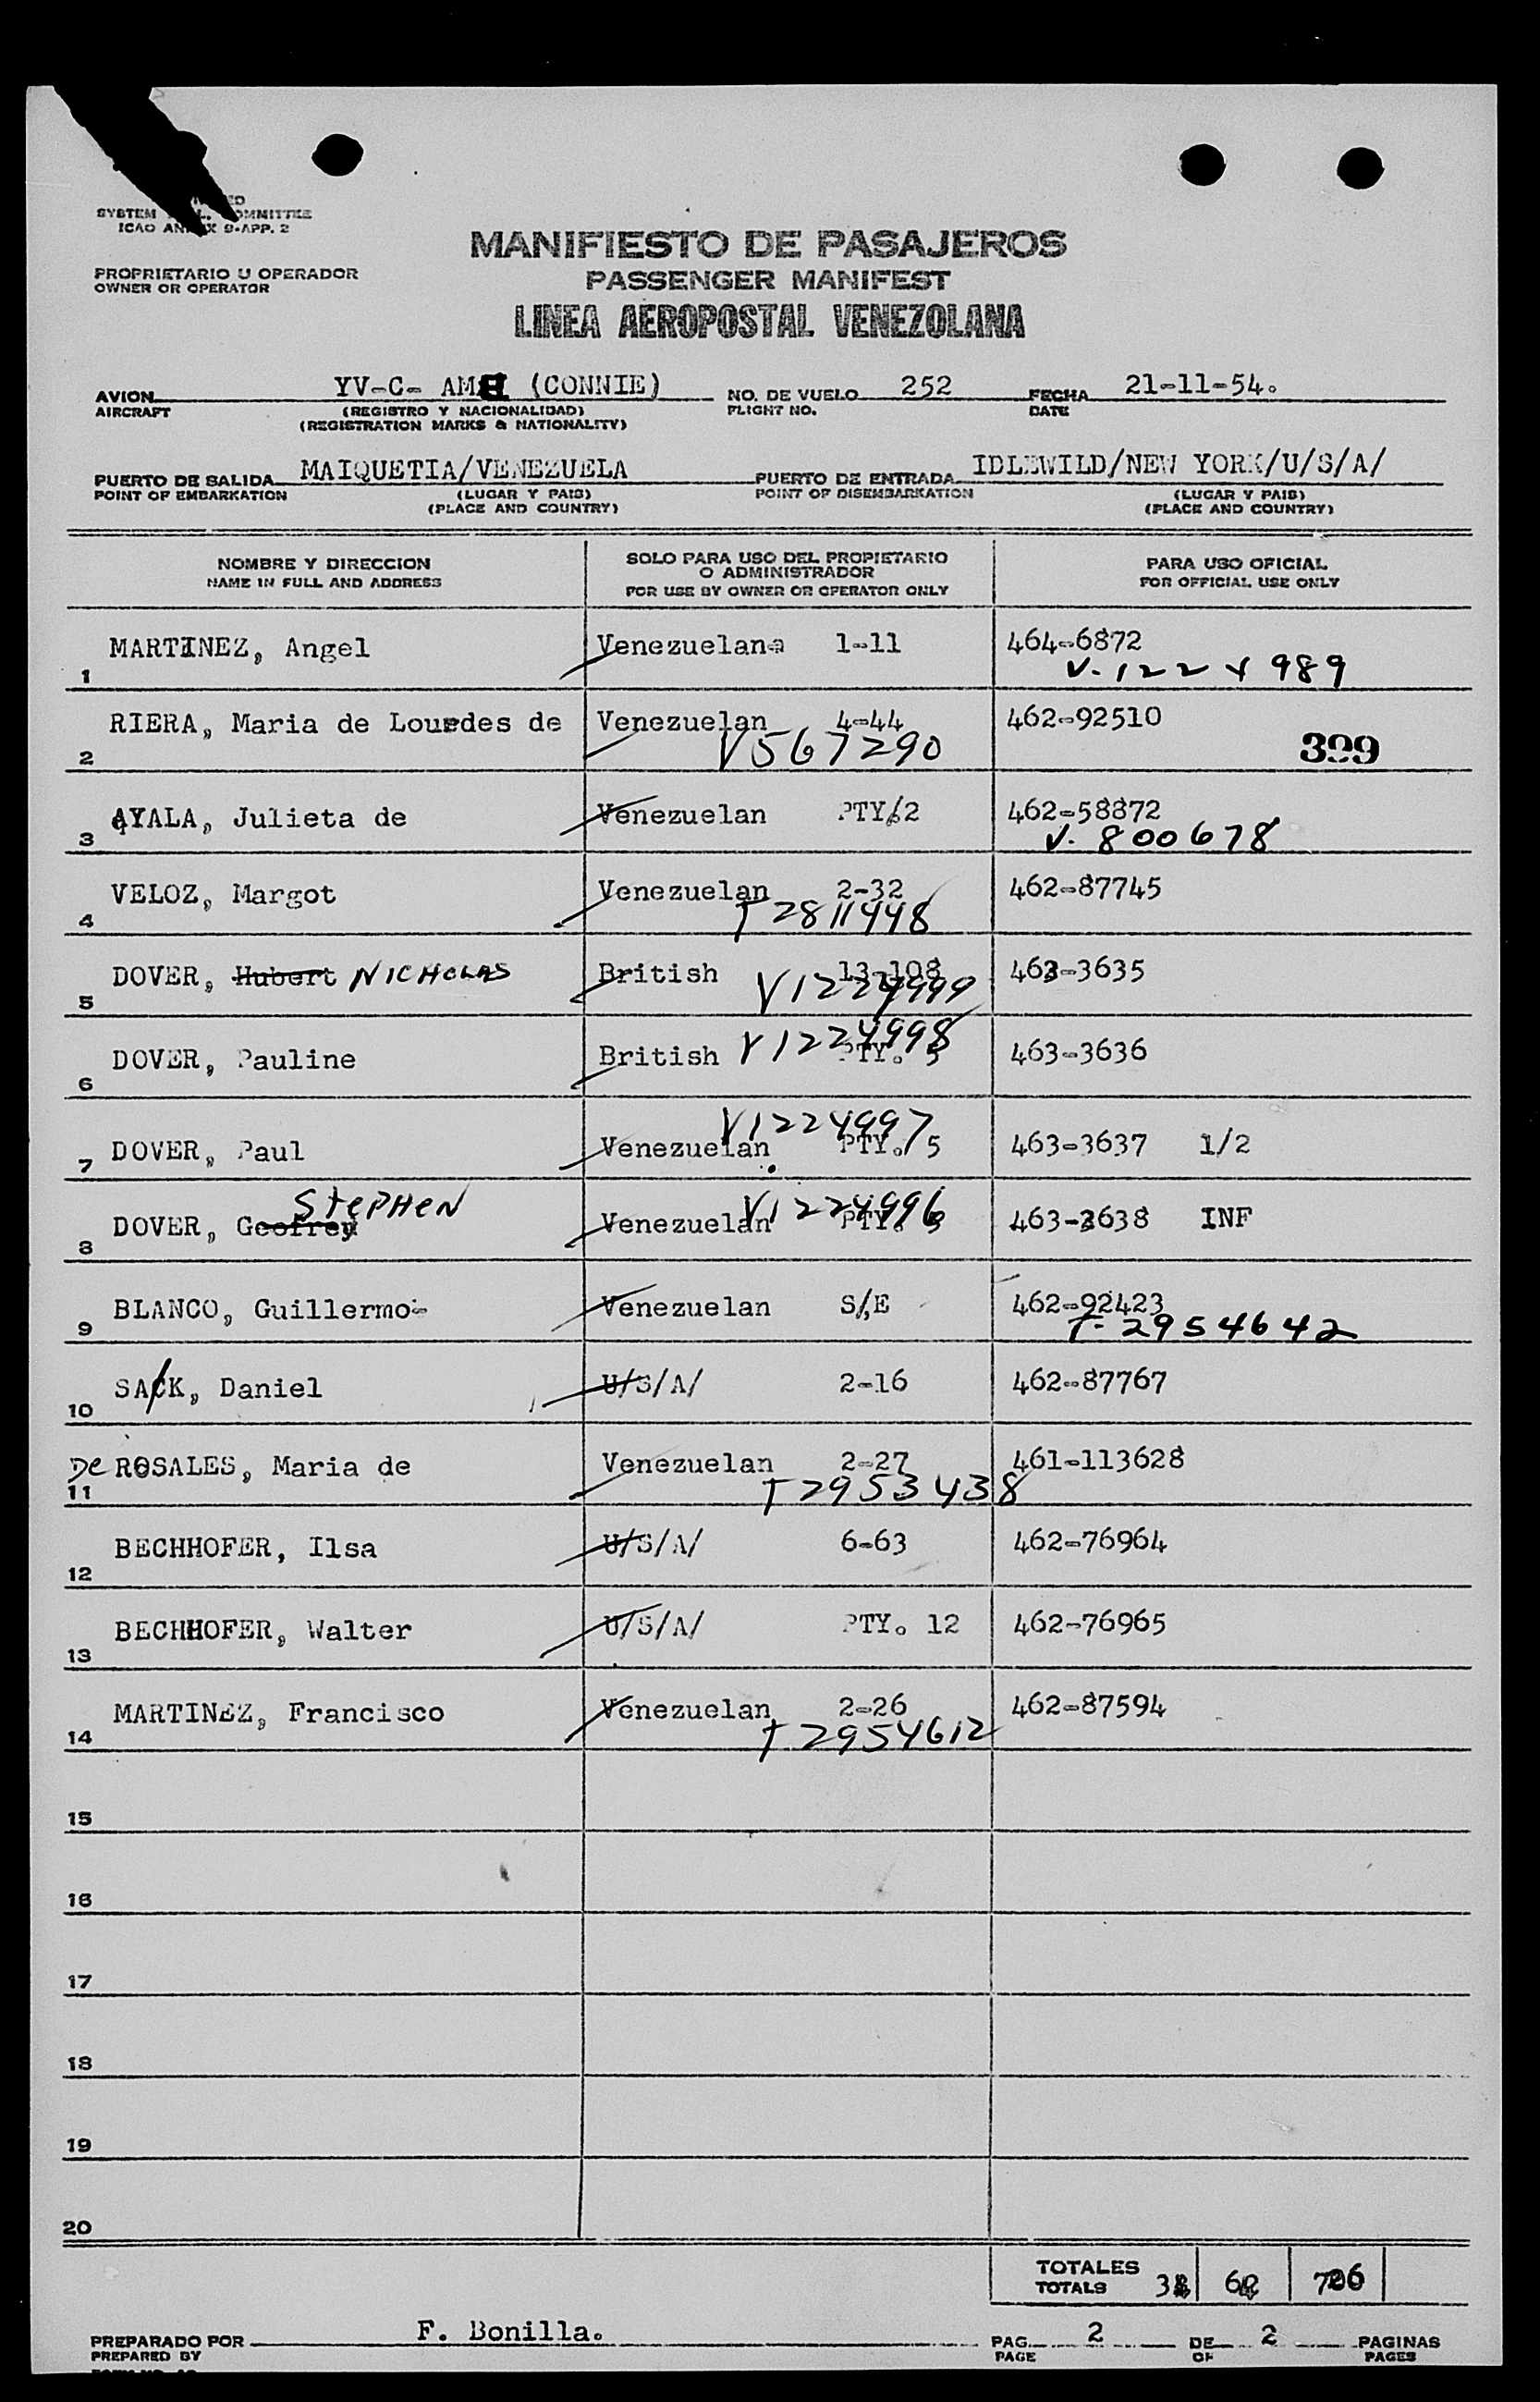 SYSTEM
ICAO ANNEX 9-APP. 2
PROPRIETARIO U OPERADOR
OWNER OR OPERATOR
MANIFIESTO DE PASAJEROS
PASSENGER MANIFEST
LINEA AEROPOSTAL VENEZOLANA
AVION YV-C- AM (CONNIE) NO. DE VUELO 252 FECHA 21-11-54.
AIRCRAFT (REGISTRO Y NACIONALIDAD) FLIGHT NO. DATE
(REGISTRATION MARKS & NATIONALITY)
PUERTO DE SALIDA MAIQUETIA/VENEZUELA PUERTO DE ENTRADA IDLEWILD/NEW YORK/U/S/A/
POINT OF EMBARKATION (LUGAR Y PAIS) POINT OF DISEMBARKATION (LUGAR Y PAIS)
(PLACE AND COUNTRY) (PLACE AND COUNTRY)
NOMBRE Y DIRECCION SOLO PARA USO DEL PROPIETARIO O ADMINISTRADOR PARA USO OFICIAL
NAME IN FULL AND ADDRESS FOR USE BY OWNER OR OPERATOR ONLY FOR OFFICIAL USE ONLY
1 MARTINEZ, Angel Venezuelan 1-11 464-6872
V-1224989
2 RIERA, Maria de Lourdes de Venezuelan 4-44 462-92510
V567290 399
3 AYALA, Julieta de Venezuelan PTY/2 462-58872
V-800678
4 VELOZ, Margot Venezuelan 2-32 462-87745
T2811448
5 DOVER, Hubert NICHOLAS British 13-108 463-3635
V1224999
6 DOVER, Pauline British V1224998 PTY. 5 463-3636
V1224997
7 DOVER, Paul Venezuelan PTY. 5 463-3637 1/2
STePHeN V1224996
8 DOVER, Geofrey Venezuelan PTY. 5 463-3638 INF
9 BLANCO, Guillermo- Venezuelan S/E 462-92423
T-2954642
10 SACK, Daniel U/S/A/ 2-16 462-87767
11 De ROSALES, Maria de Venezuelan 2-27 461-113628
T2953438
12 BECHHOFER, Ilsa U/S/A/ 6-63 462-76964
13 BECHHOFER, Walter U/S/A/ PTY. 12 462-76965
14 MARTINEZ, Francisco Venezuelan 2-26 462-87594
T2954612
15
16
17
18
19
20
TOTALES
TOTALS
PREPARADO POR F. Bonilla. PAG. 2 DE 2 PAGINAS
PREPARED BY PAGE OF PAGES